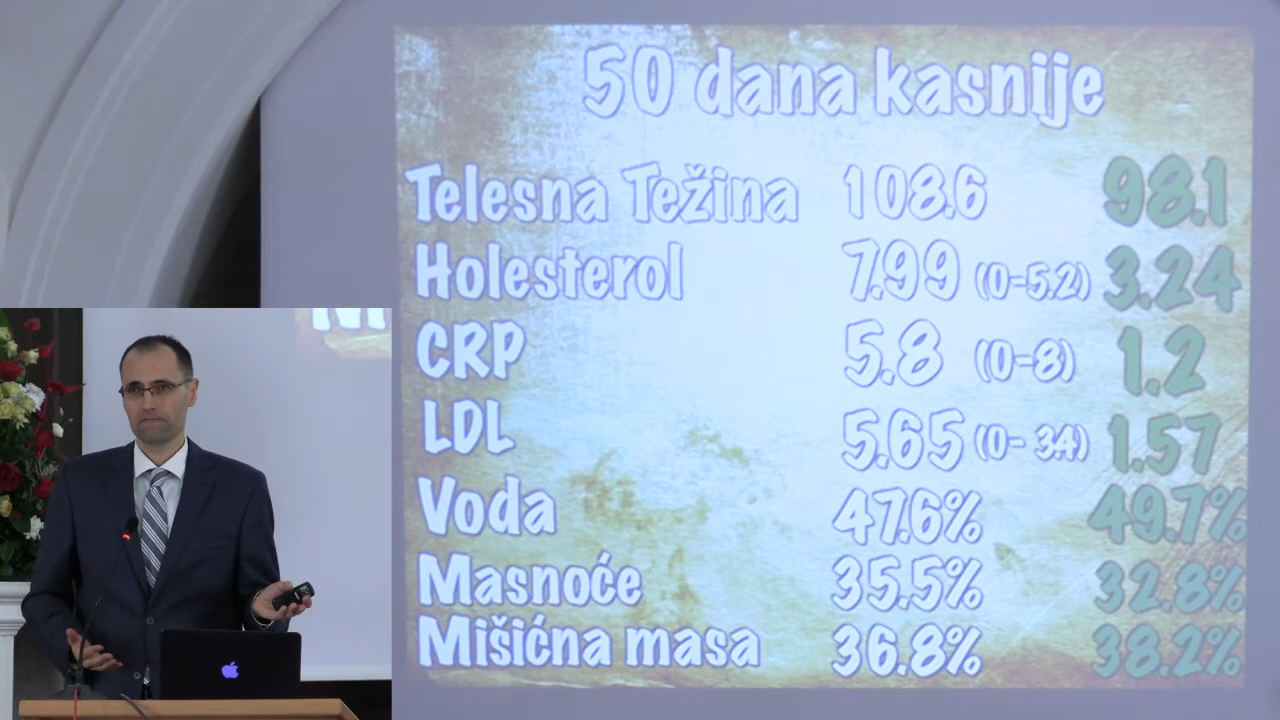 50 dana kasnije
Telesna Težina 108.6 98.1
Holesterol 7.99 (0-5.2) 3.24
CRP 5.8 (0-8) 1.2
LDL 5.65 (0- 3.4) 1.57
Voda 47.6% 49.7%
Masnoće 35.5% 32.8%
Mišićna masa 36.8% 38.2%